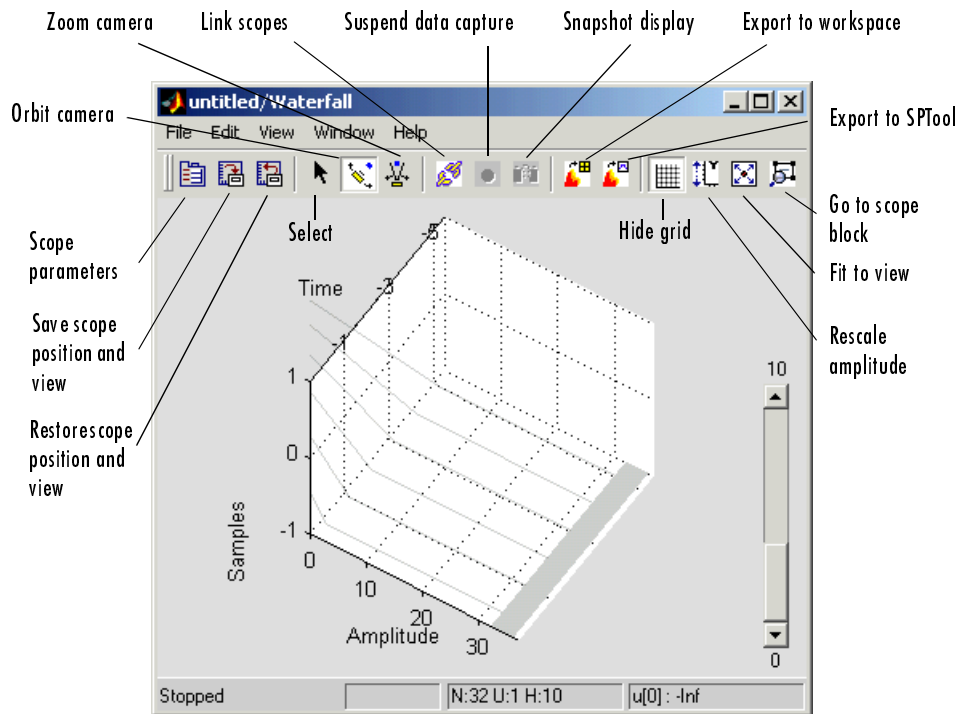 Zoom camera
Link scopes
Suspend data capture
Snapshot display
Export to workspace
Orbit camera
untitled/Waterfall
Export to SPTool
File Edit View Window Help
Select
Hide grid
Go to scope
block
Scope
parameters
Fit to view
Save scope
position and
view
Rescale
amplitude
Restorescope
position and
view
-5
Time
-3
-1
1
0
-1
Samples
0
10
20
30
Amplitude
10
0
Stopped
N:32 U:1 H:10
u[0] : -Inf